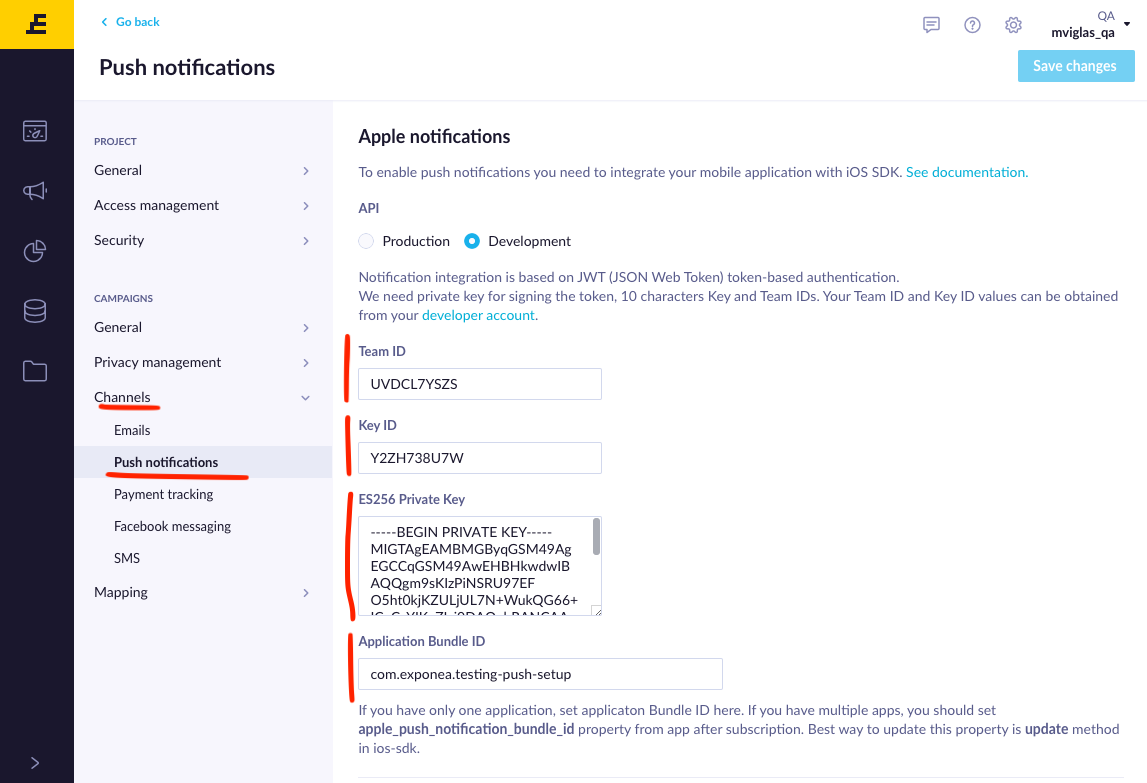 Go back
QA
mviglas_qa
Push notifications
Save changes
PROJECT
General
Access management
Security
CAMPAIGNS
General
Privacy management
Channels
Emails
Push notifications
Payment tracking
Facebook messaging
SMS
Mapping
Apple notifications
To enable push notifications you need to integrate your mobile application with iOS SDK. See documentation.
API
Production Development
Notification integration is based on JWT (JSON Web Token) token-based authentication.
We need private key for signing the token, 10 characters Key and Team IDs. Your Team ID and Key ID values can be obtained
from your developer account.
Team ID
UVDCL7YSZS
Key ID
Y2ZH738U7W
ES256 Private Key
-----BEGIN PRIVATE KEY-----
MIGTAgEAMBMGByqGSM49Ag
EGCCqGSM49AwEHBHkwdwIB
AQQgm9sKIzPiNSRU97EF
O5ht0kjKZULjUL7N+WukQG66+
Application Bundle ID
com.exponea.testing-push-setup
If you have only one application, set applicaton Bundle ID here. If you have multiple apps, you should set
apple_push_notification_bundle_id property from app after subscription. Best way to update this property is update method
in ios-sdk.